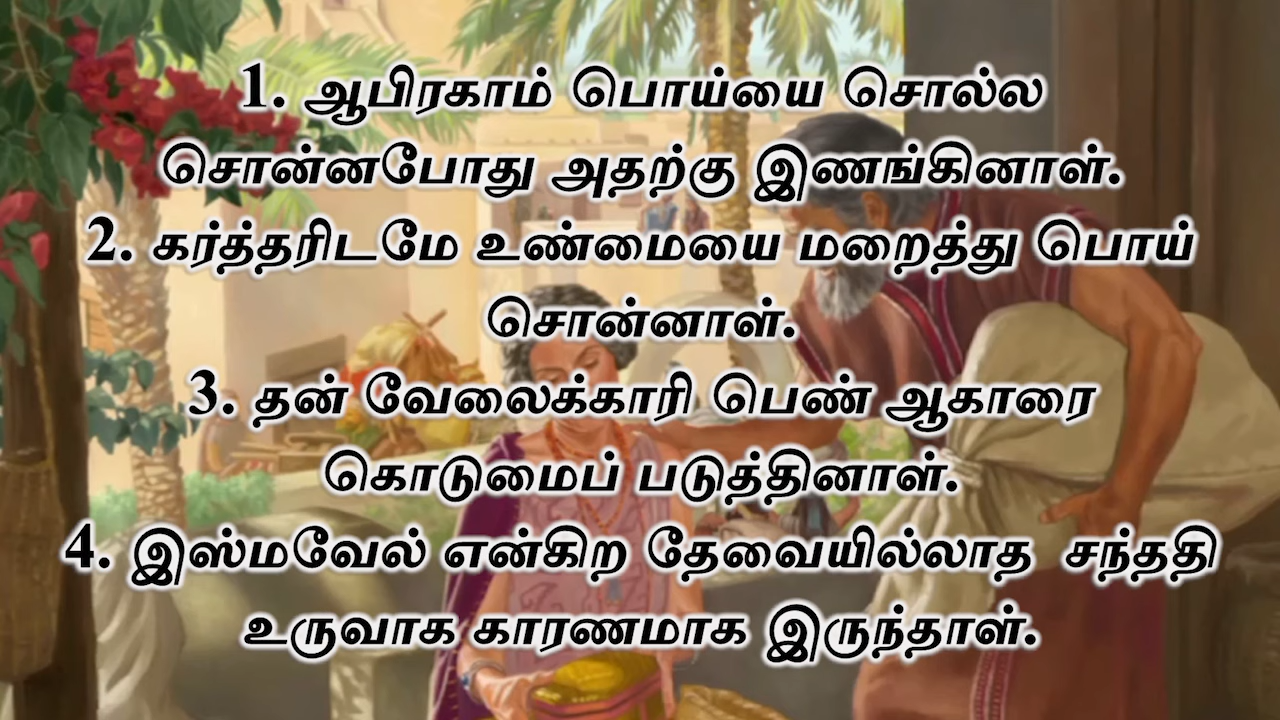 1. ஆபிரகாம் பொய்யை சொல்ல
சொன்னபோது அதற்கு இணங்கினாள்.
2. கர்த்தரிடமே உண்மையை மறைத்து பொய்
சொன்னாள்.
3. தன் வேலைக்காரி பெண் ஆகாரை
கொடுமைப் படுத்தினாள்.
4. இஸ்மவேல் என்கிற தேவையில்லாத சந்ததி
உருவாக காரணமாக இருந்தாள்.